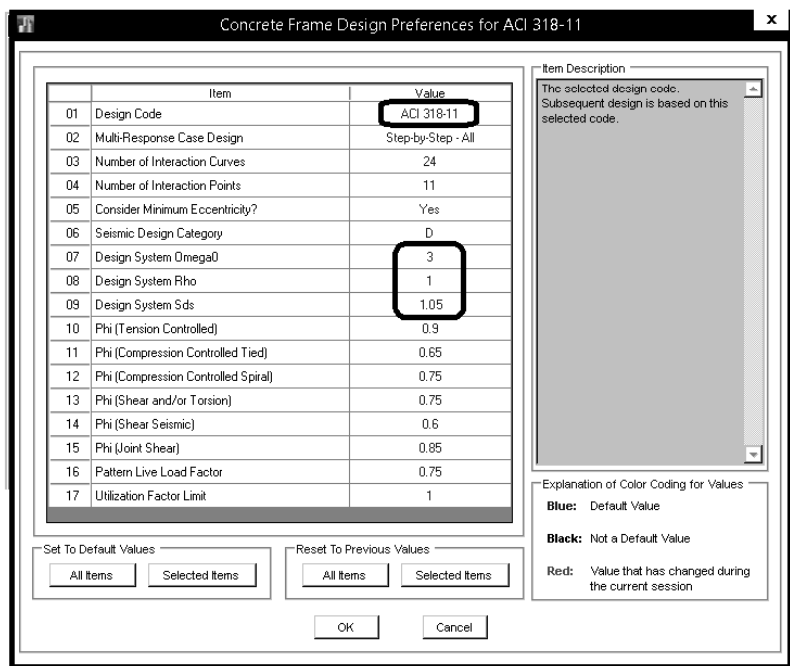 Concrete Frame Design Preferences for ACI 318-11
x
Item Value
01 Design Code ACI 318-11
02 Multi-Response Case Design Step-by-Step - All
03 Number of Interaction Curves 24
04 Number of Interaction Points 11
05 Consider Minimum Eccentricity? Yes
06 Seismic Design Category D
07 Design System Omega0 3
08 Design System Rho 1
09 Design System Sds 1.05
10 Phi (Tension Controlled) 0.9
11 Phi (Compression Controlled Tied) 0.65
12 Phi (Compression Controlled Spiral) 0.75
13 Phi (Shear and/or Torsion) 0.75
14 Phi (Shear Seismic) 0.6
15 Phi (Joint Shear) 0.85
16 Pattern Live Load Factor 0.75
17 Utilization Factor Limit 1
Set To Default Values
All Items Selected Items
Reset To Previous Values
All Items Selected Items
Item Description
The selected design code.
Subsequent design is based on this
selected code.
Explanation of Color Coding for Values
Blue: Default Value
Black: Not a Default Value
Red: Value that has changed during
the current session
OK Cancel